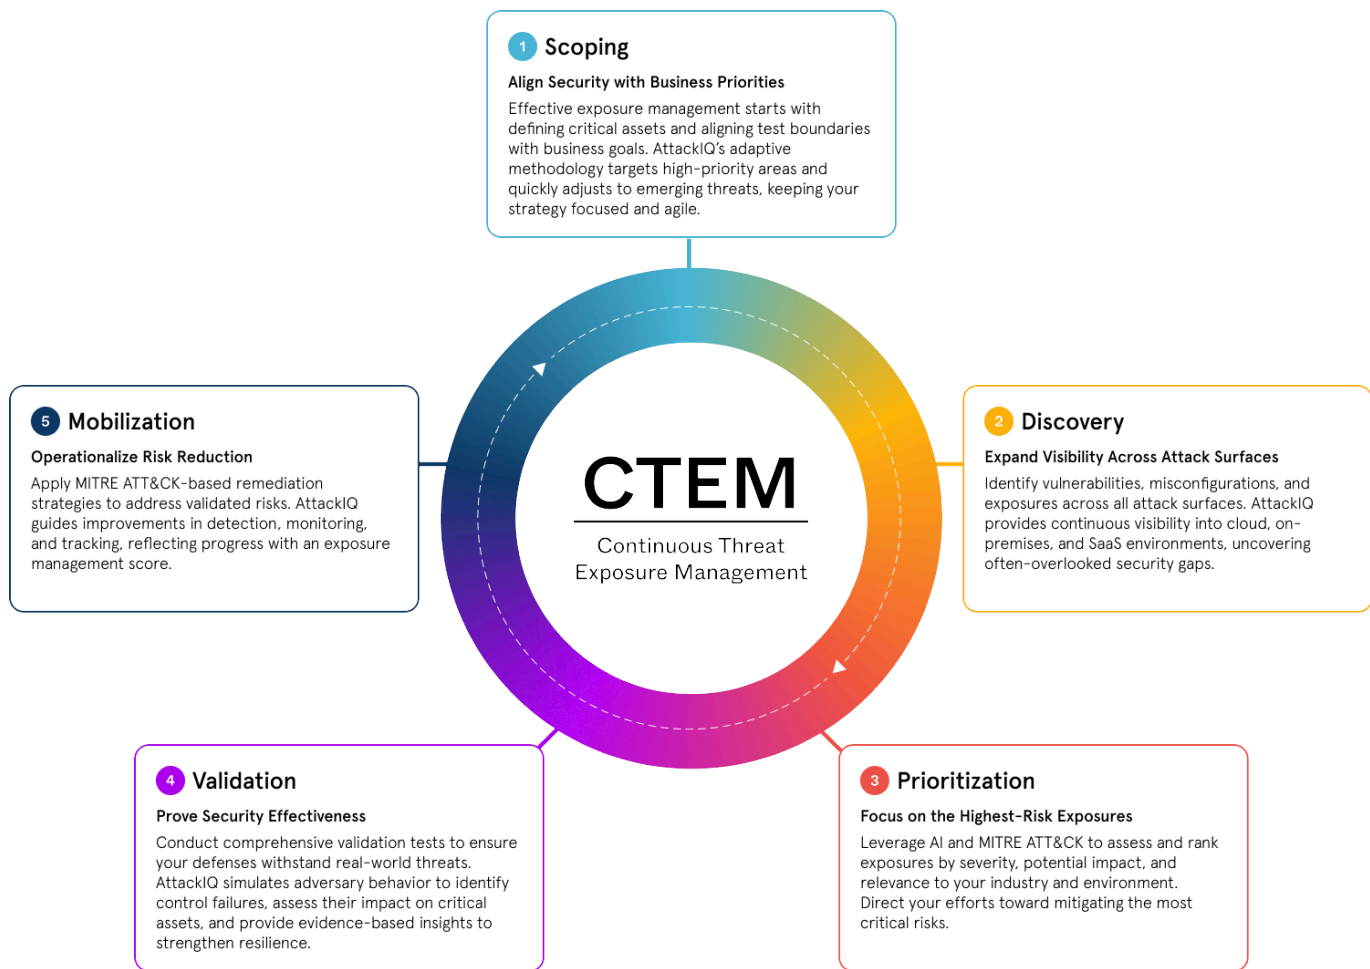 1 Scoping
Align Security with Business Priorities
Effective exposure management starts with
defining critical assets and aligning test boundaries
with business goals. AttackIQ’s adaptive
methodology targets high-priority areas and
quickly adjusts to emerging threats, keeping your
strategy focused and agile.
2 Discovery
Expand Visibility Across Attack Surfaces
Identify vulnerabilities, misconfigurations, and
exposures across all attack surfaces. AttackIQ
provides continuous visibility into cloud, on-
premises, and SaaS environments, uncovering
often-overlooked security gaps.
3 Prioritization
Focus on the Highest-Risk Exposures
Leverage AI and MITRE ATT&CK to assess and rank
exposures by severity, potential impact, and
relevance to your industry and environment.
Direct your efforts toward mitigating the most
critical risks.
4 Validation
Prove Security Effectiveness
Conduct comprehensive validation tests to ensure
your defenses withstand real-world threats.
AttackIQ simulates adversary behavior to identify
control failures, assess their impact on critical
assets, and provide evidence-based insights to
strengthen resilience.
5 Mobilization
Operationalize Risk Reduction
Apply MITRE ATT&CK-based remediation
strategies to address validated risks. AttackIQ
guides improvements in detection, monitoring,
and tracking, reflecting progress with an exposure
management score.
CTEM
Continuous Threat
Exposure Management